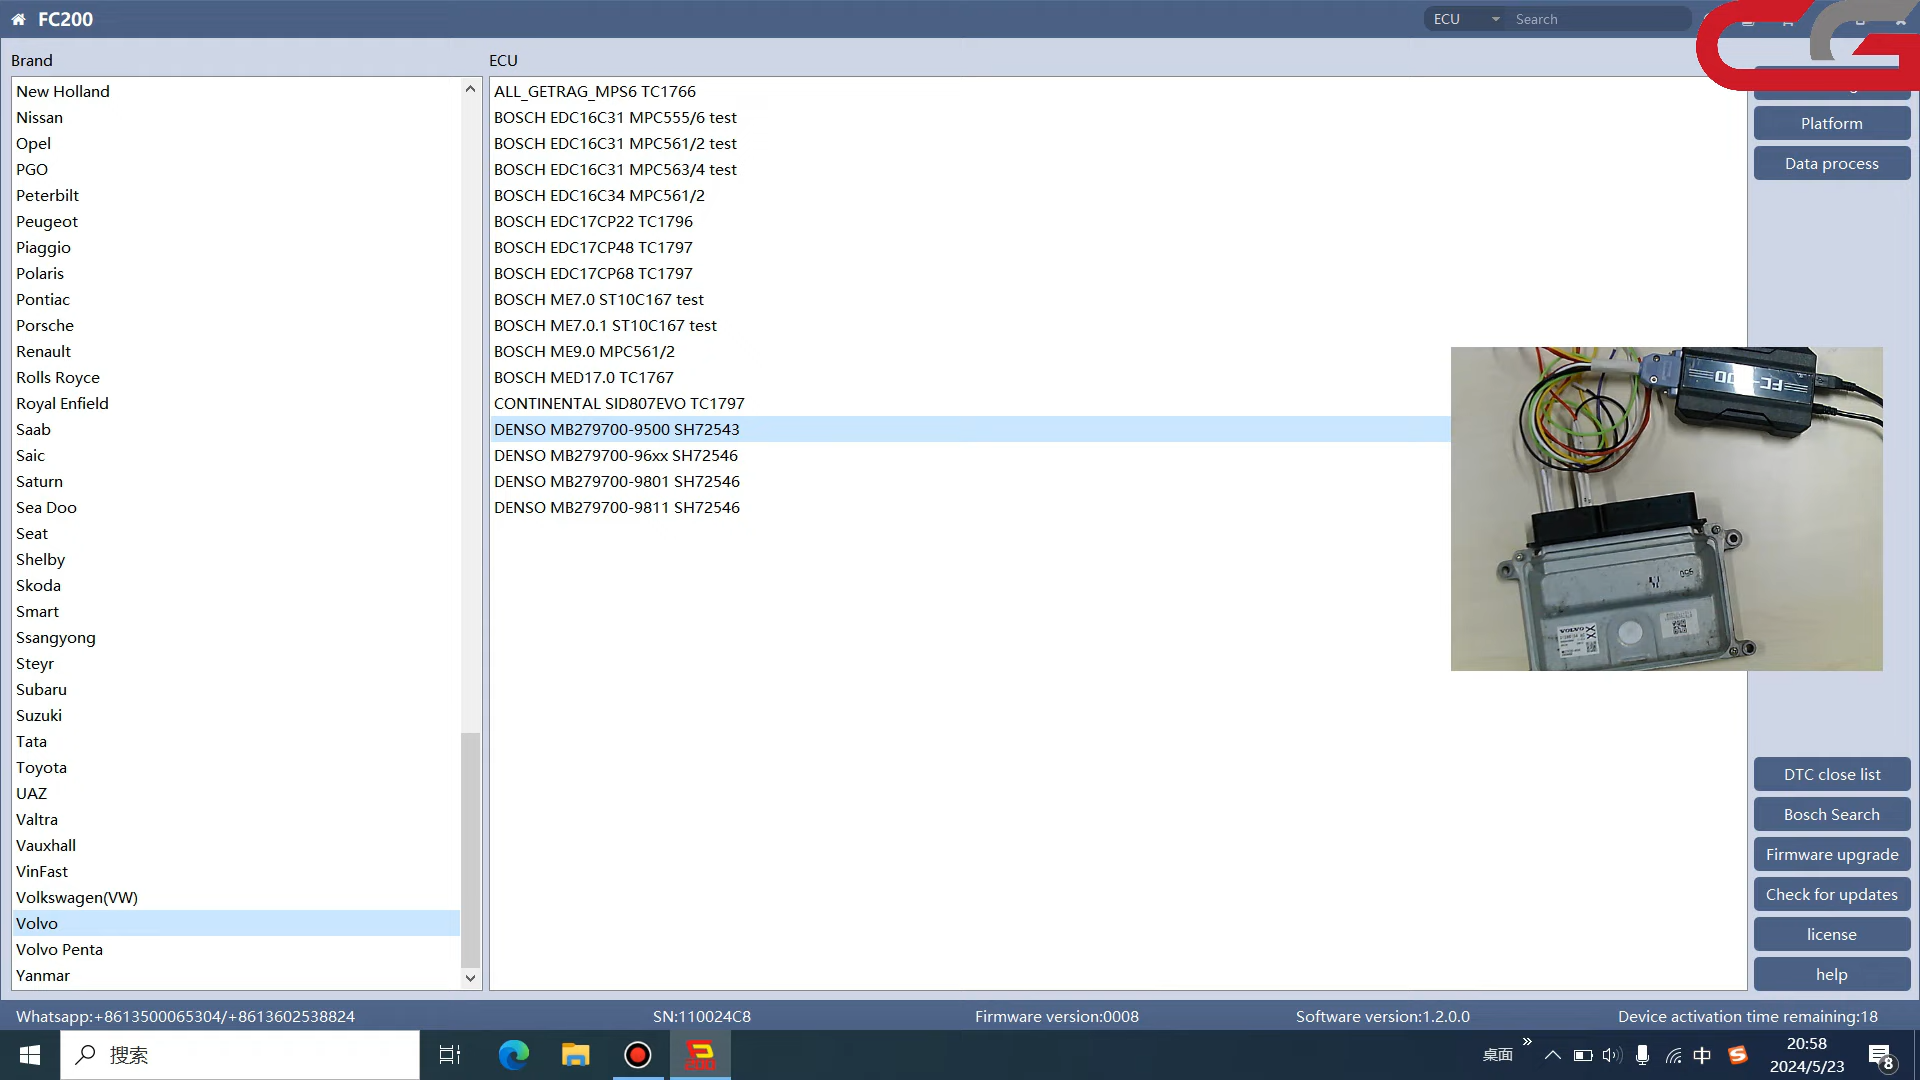 FC200
ECU
Search
Brand
ECU
New Holland
Nissan
Opel
PGO
Peterbilt
Peugeot
Piaggio
Polaris
Pontiac
Porsche
Renault
Rolls Royce
Royal Enfield
Saab
Saic
Saturn
Sea Doo
Seat
Shelby
Skoda
Smart
Ssangyong
Steyr
Subaru
Suzuki
Tata
Toyota
UAZ
Valtra
Vauxhall
VinFast
Volkswagen(VW)
Volvo
Volvo Penta
Yanmar
ALL_GETRAG_MPS6 TC1766
BOSCH EDC16C31 MPC555/6 test
BOSCH EDC16C31 MPC561/2 test
BOSCH EDC16C31 MPC563/4 test
BOSCH EDC16C34 MPC561/2
BOSCH EDC17CP22 TC1796
BOSCH EDC17CP48 TC1797
BOSCH EDC17CP68 TC1797
BOSCH ME7.0 ST10C167 test
BOSCH ME7.0.1 ST10C167 test
BOSCH ME9.0 MPC561/2
BOSCH MED17.0 TC1767
CONTINENTAL SID807EVO TC1797
DENSO MB279700-9500 SH72543
DENSO MB279700-96xx SH72546
DENSO MB279700-9801 SH72546
DENSO MB279700-9811 SH72546
CG
Platform
Data process
FC-200
VOLVO
DTC close list
Bosch Search
Firmware upgrade
Check for updates
license
help
Whatsapp:+8613500065304/+8613602538824
SN:110024C8
Firmware version:0008
Software version:1.2.0.0
Device activation time remaining:18
搜索
200
桌面
中
20:58
2024/5/23
8